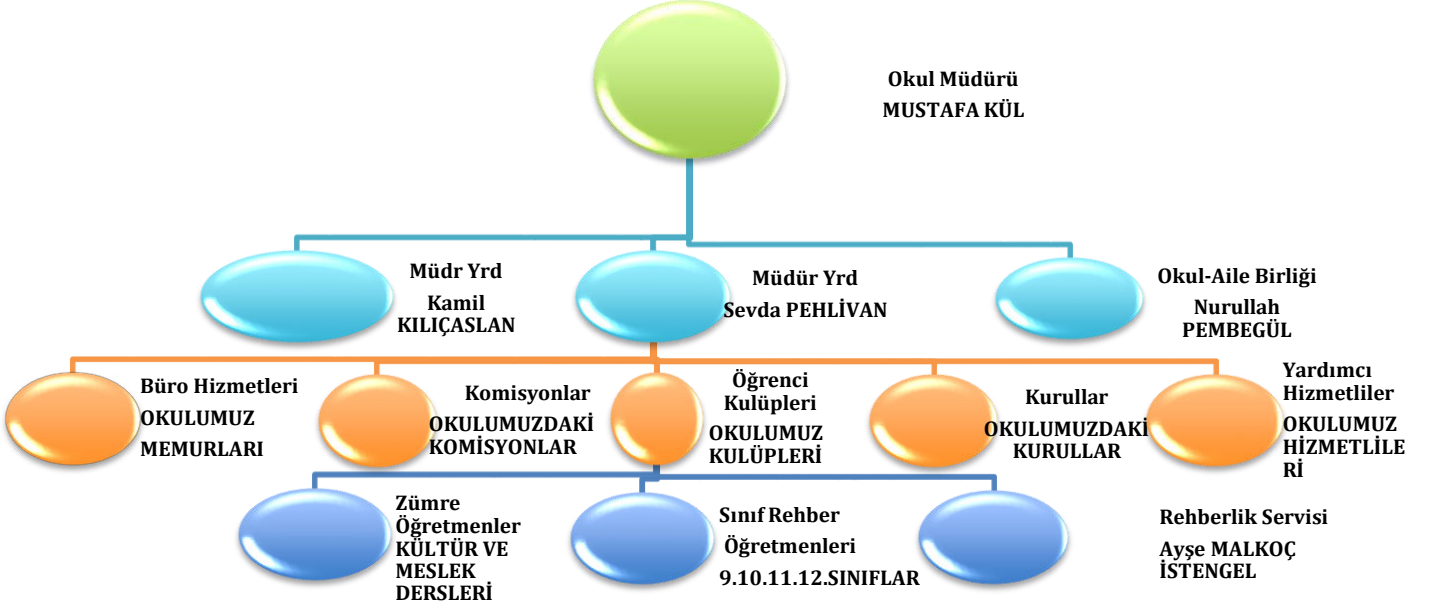 Okul Müdürü
MUSTAFA KÜL
Müdr Yrd
Kamil
KILIÇASLAN
Müdür Yrd
Sevda PEHLİVAN
Okul-Aile Birliği
Nurullah
PEMBEGÜL
Büro Hizmetleri
OKULUMUZ
MEMURLARI
Komisyonlar
OKULUMUZDAKİ
KOMİSYONLAR
Öğrenci
Kulüpleri
OKULUMUZ
KULÜPLERİ
Kurullar
OKULUMUZDAKİ
KURULLAR
Yardımcı
Hizmetliler
OKULUMUZ
HİZMETLİLE
Rİ
Zümre
Öğretmenler
KÜLTÜR VE
MESLEK
DERSLERİ
Sınıf Rehber
Öğretmenleri
9.10.11.12.SINIFLAR
Rehberlik Servisi
Ayşe MALKOÇ
İSTENGEL